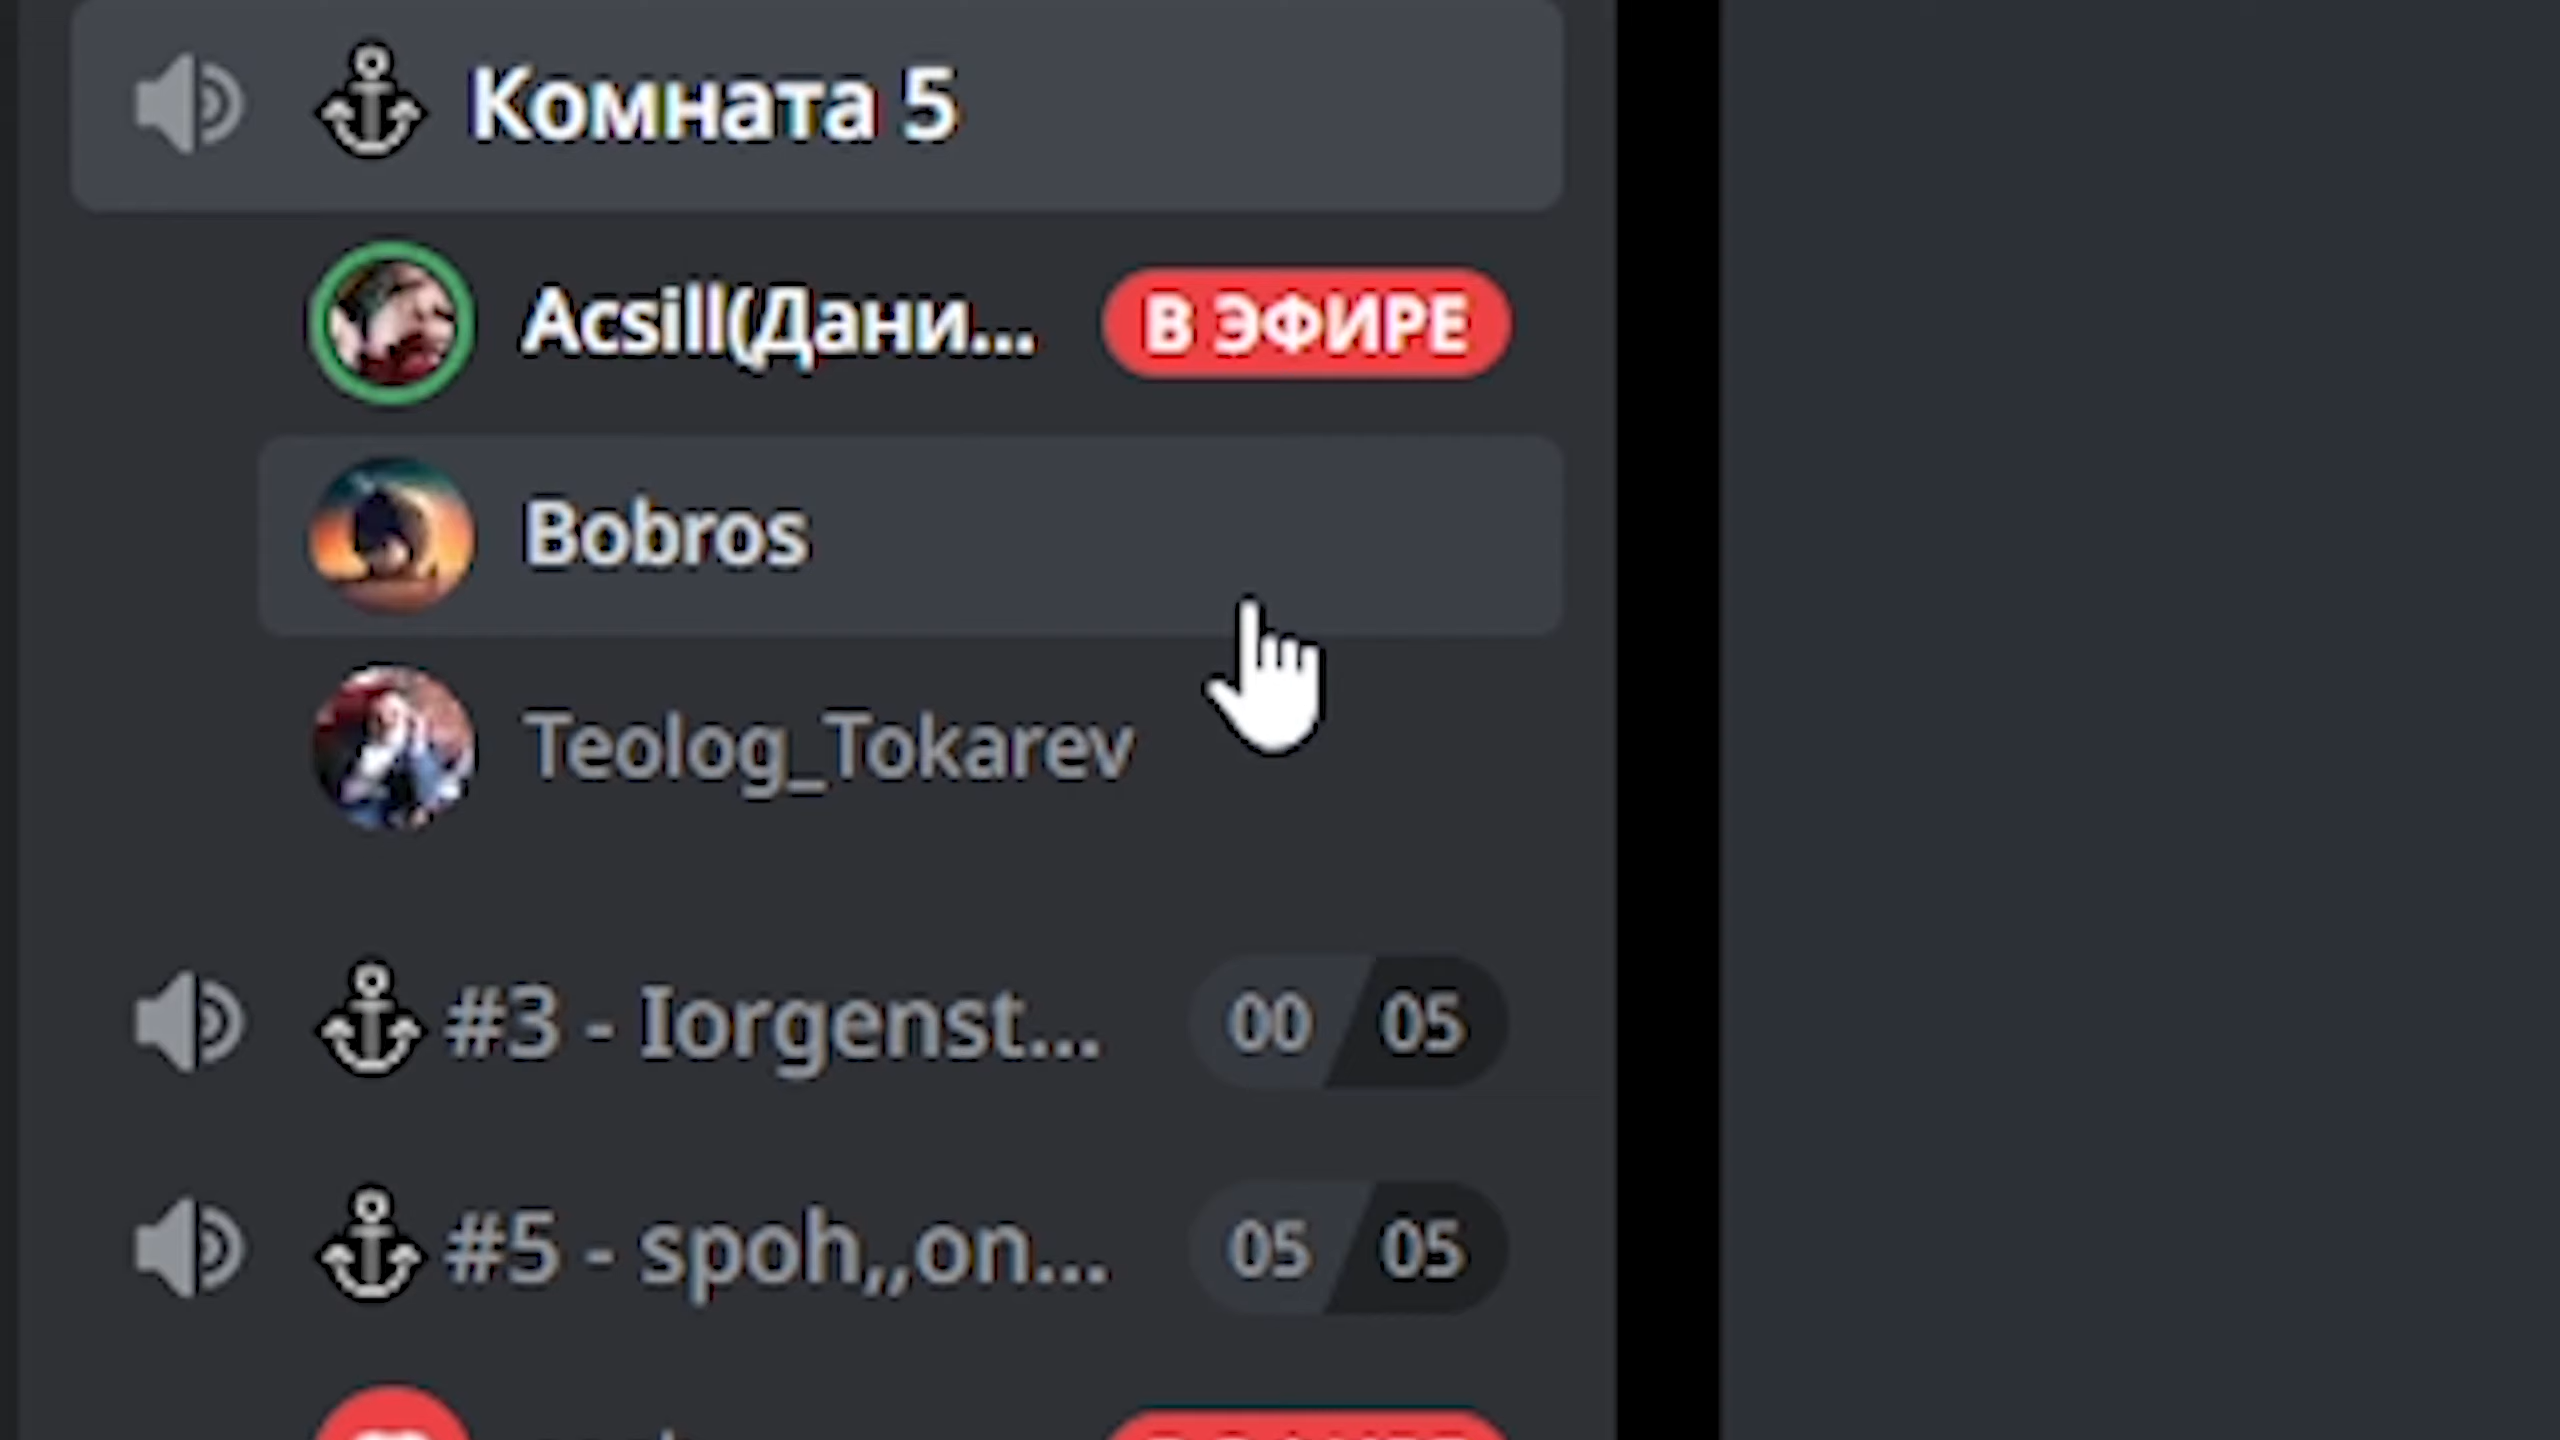 Комната 5
Acsill(Дани... В ЭФИРЕ
Bobros
Teolog_Tokarev
#3 - Iorgenst... 00 05
#5 - spoh,,on... 05 05